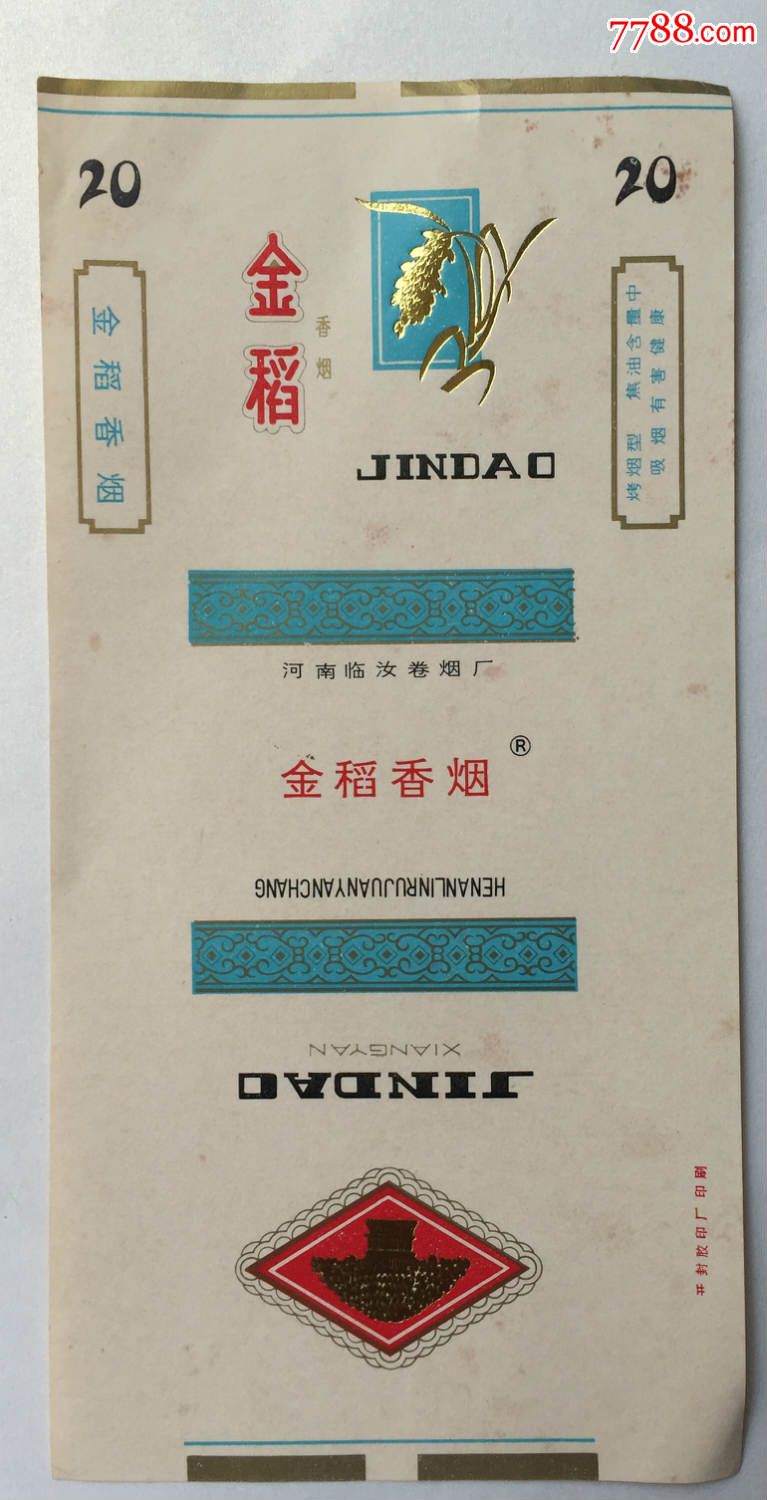 7788.com
20
20
金稻
香烟
JINDAO
金稻香烟
烤烟型 焦油含量中
吸烟有害健康
河南临汝卷烟厂
金稻香烟®
HENANLINRUJUANYANCHANG
XIANGYAN
JINDAO
开封胶印厂印刷